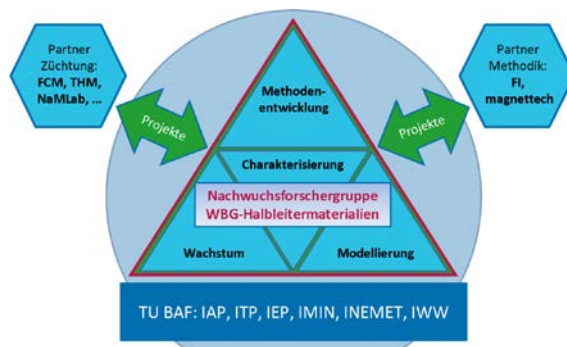 Partner
Züchtung:
FCM, THM,
NaMLab, ...
Projekte
Methoden-
entwicklung
Projekte
Partner
Methodik:
FI,
magnettech
Charakterisierung
Nachwuchsforschergruppe
WBG-Halbleitermaterialien
Wachstum
Modellierung
TU BAF: IAP, ITP, IEP, IMIN, INEMET, IWW